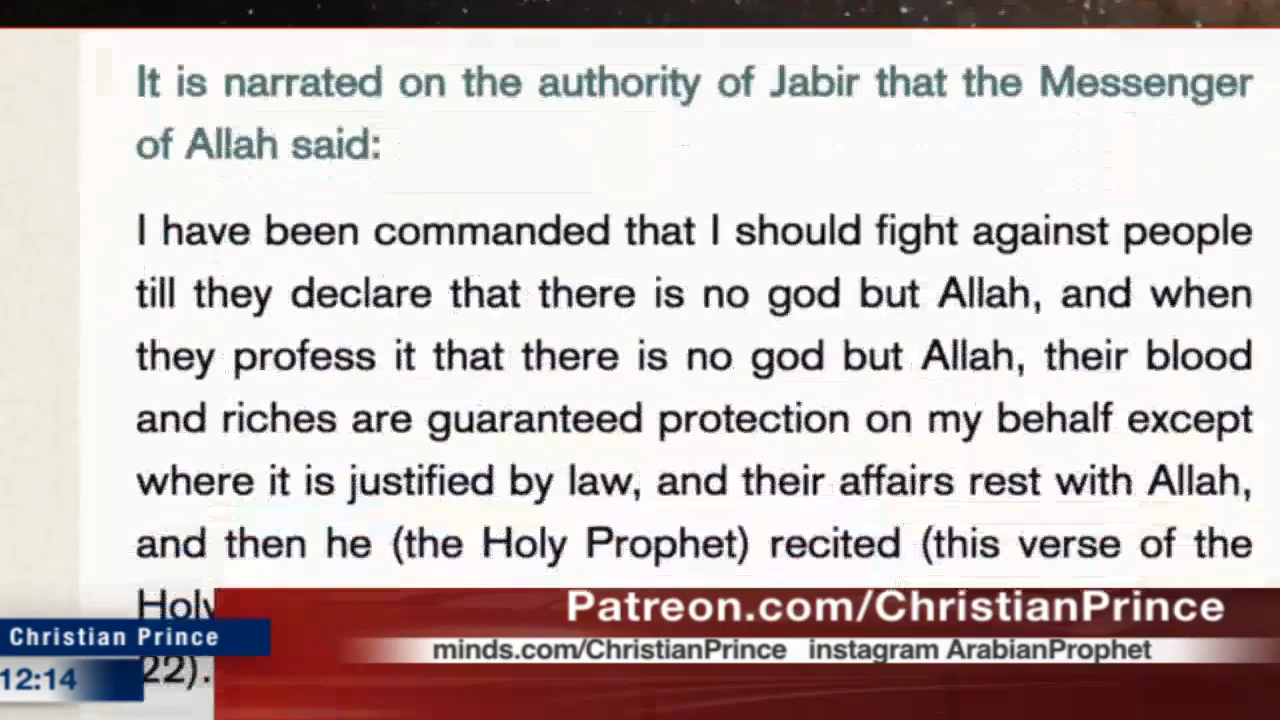 It is narrated on the authority of Jabir that the Messenger
of Allah said:
I have been commanded that I should fight against people
till they declare that there is no god but Allah, and when
they profess it that there is no god but Allah, their blood
and riches are guaranteed protection on my behalf except
where it is justified by law, and their affairs rest with Allah,
and then he (the Holy Prophet) recited (this verse of the
22).
Patreon.com/ChristianPrince
Christian Prince
minds.com/ChristianPrince instagram ArabianProphet
12:14